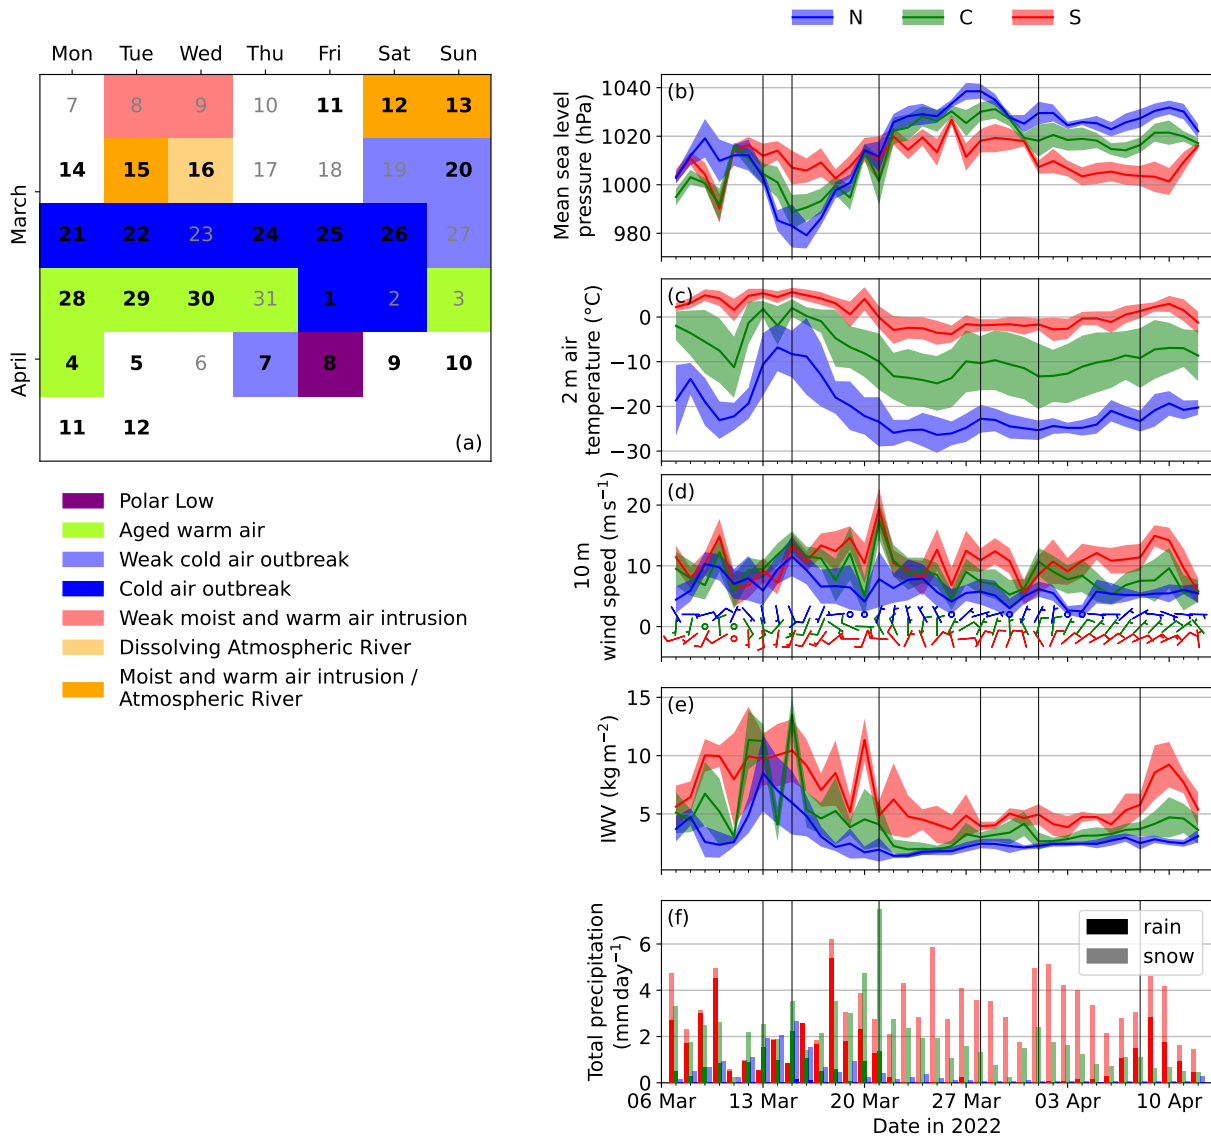 N C S
Mon Tue Wed Thu Fri Sat Sun
7 8 9 10 11 12 13
14 15 16 17 18 19 20
21 22 23 24 25 26 27
28 29 30 31 1 2 3
4 5 6 7 8 9 10
11 12
March
April
(a)
Polar Low
Aged warm air
Weak cold air outbreak
Cold air outbreak
Weak moist and warm air intrusion
Dissolving Atmospheric River
Moist and warm air intrusion /
Atmospheric River
(b)
Mean sea level
pressure (hPa)
1040
1020
1000
980
(c)
2 m air
temperature (°C)
0
−10
−20
−30
(d)
10 m
wind speed (m s⁻¹)
20
10
0
(e)
IWV (kg m⁻²)
15
10
5
(f)
Total precipitation
(mm day⁻¹)
6
4
2
0
rain
snow
06 Mar 13 Mar 20 Mar 27 Mar 03 Apr 10 Apr
Date in 2022